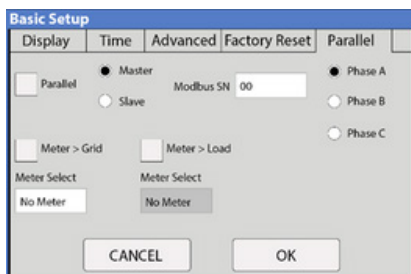 Basic Setup
Display Time Advanced Factory Reset Parallel
Parallel Master Modbus SN 00 Phase A
Slave Phase B
Phase C
Meter > Grid Meter > Load
Meter Select Meter Select
No Meter No Meter
CANCEL OK